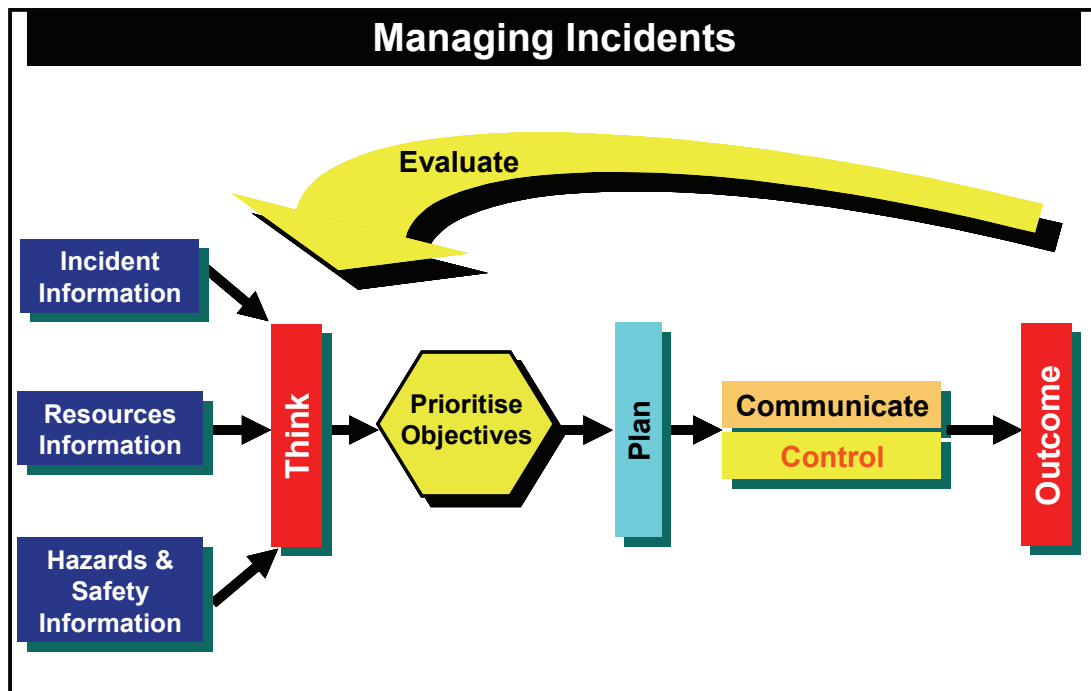 Managing Incidents
Evaluate
Incident
Information
Resources
Information
Hazards &
Safety
Information
Think
Prioritise
Objectives
Plan
Communicate
Control
Outcome